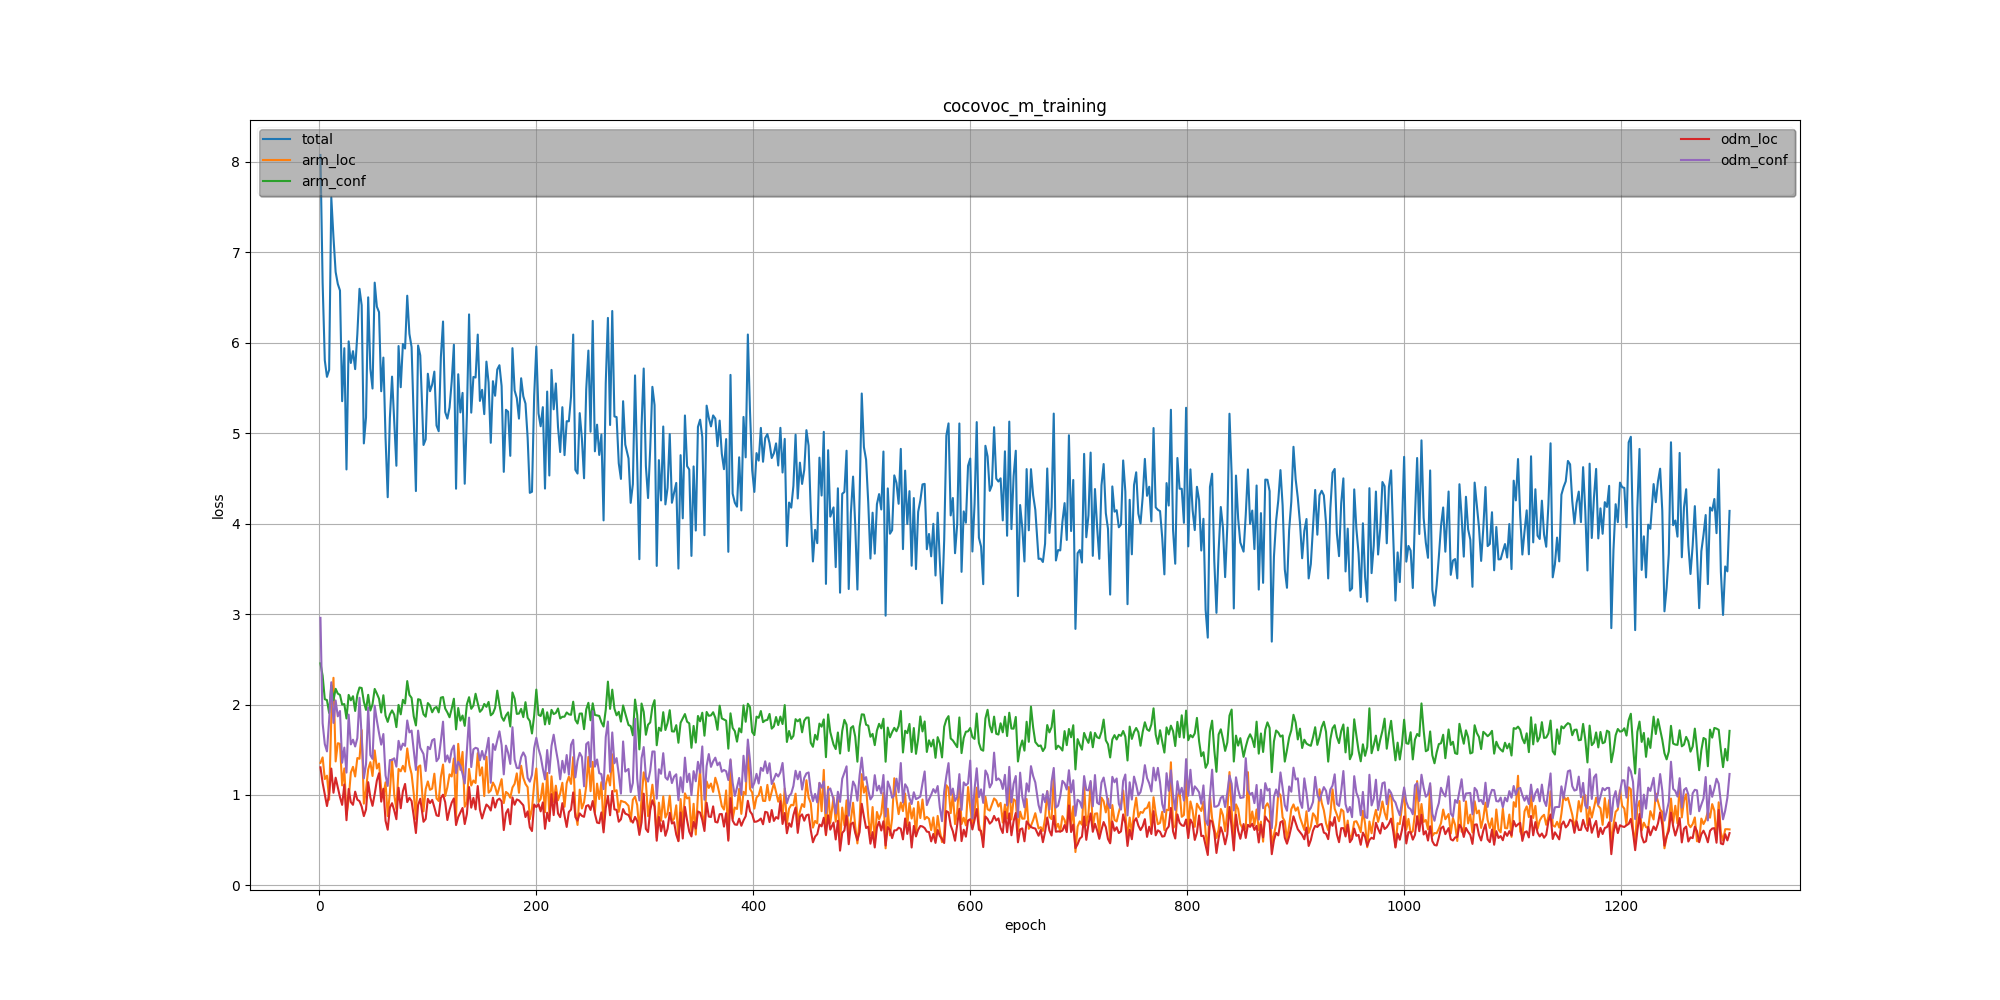 cocovoc_m_training
total
arm_loc
arm_conf
odm_loc
odm_conf
8
7
6
5
4
3
2
1
0
loss
0 200 400 600 800 1000 1200
epoch